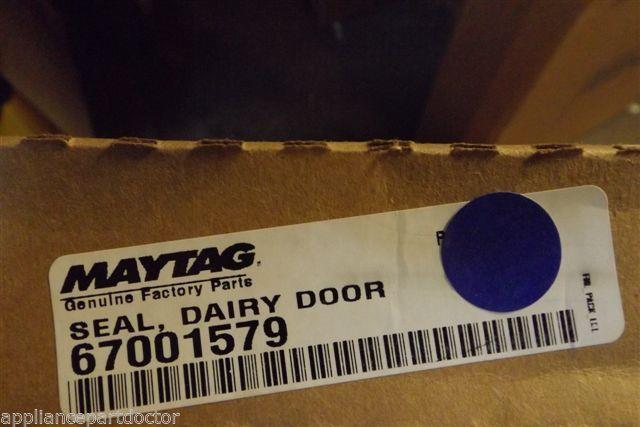 MAYTAG
Genuine Factory Parts
SEAL, DAIRY DOOR
67001579
appliancepartdoctor